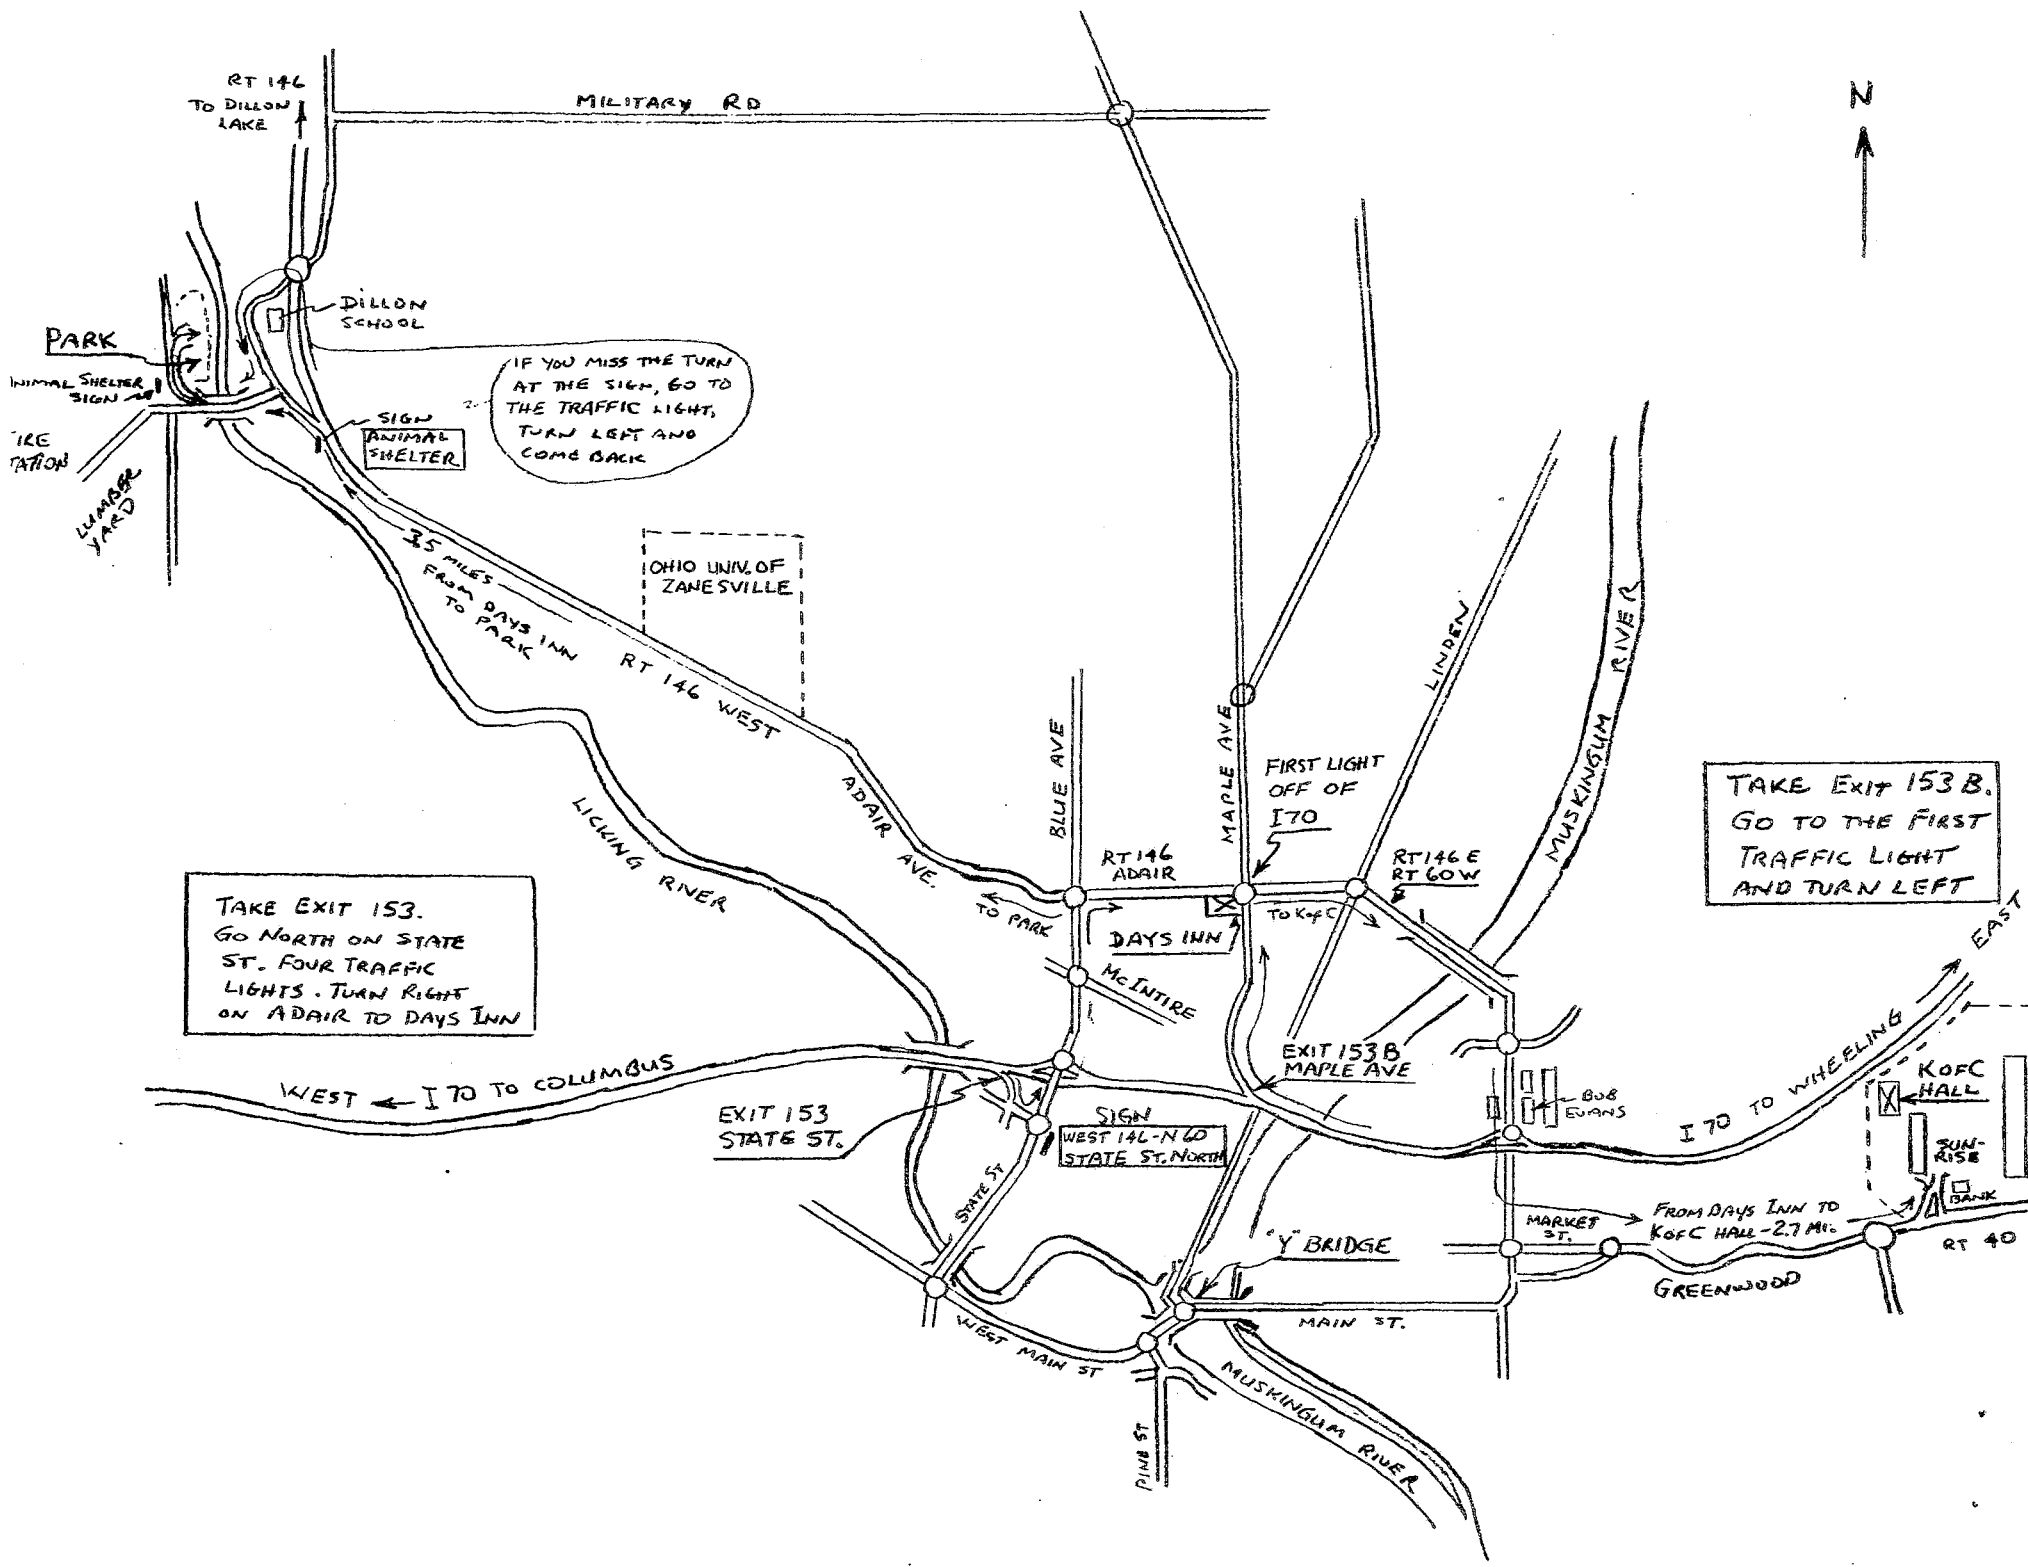 RT 146
TO DILLON
LAKE
MILITARY RD
N
DILLON
SCHOOL
PARK
NIMAL SHELTER
SIGN
IRE
TATION
LUMBER
YARD
IF YOU MISS THE TURN
AT THE SIGN, GO TO
THE TRAFFIC LIGHT,
TURN LEFT AND
COME BACK
SIGN
ANIMAL
SHELTER
3.5 MILES
FROM DAYS INN
TO PARK
OHIO UNIV. OF
ZANESVILLE
RT 146 WEST
ADAIR
AVE.
LICKING RIVER
BLUE AVE
MAPLE AVE
LINDEN
MUSKINGUM RIVER
FIRST LIGHT
OFF OF
I70
RT 146
ADAIR
RT 146 E
RT 60 W
TO PARK
DAYS INN
TO K of C
McINTIRE
TAKE EXIT 153 B.
GO TO THE FIRST
TRAFFIC LIGHT
AND TURN LEFT
TAKE EXIT 153.
GO NORTH ON STATE
ST. FOUR TRAFFIC
LIGHTS. TURN RIGHT
ON ADAIR TO DAYS INN
EAST
WEST I 70 TO COLUMBUS
EXIT 153
STATE ST.
EXIT 153 B
MAPLE AVE
SIGN
WEST 146-N 60
STATE ST. NORTH
BOB
EVANS
I 70 TO WHEELING
K OF C
HALL
SUN-
RISE
BANK
STATE ST
"Y" BRIDGE
MARKET
ST.
FROM DAYS INN TO
K OF C HALL - 2.7 MI.
RT 40
GREENWOOD
WEST MAIN ST
MAIN ST.
PINE ST
MUSKINGUM RIVER